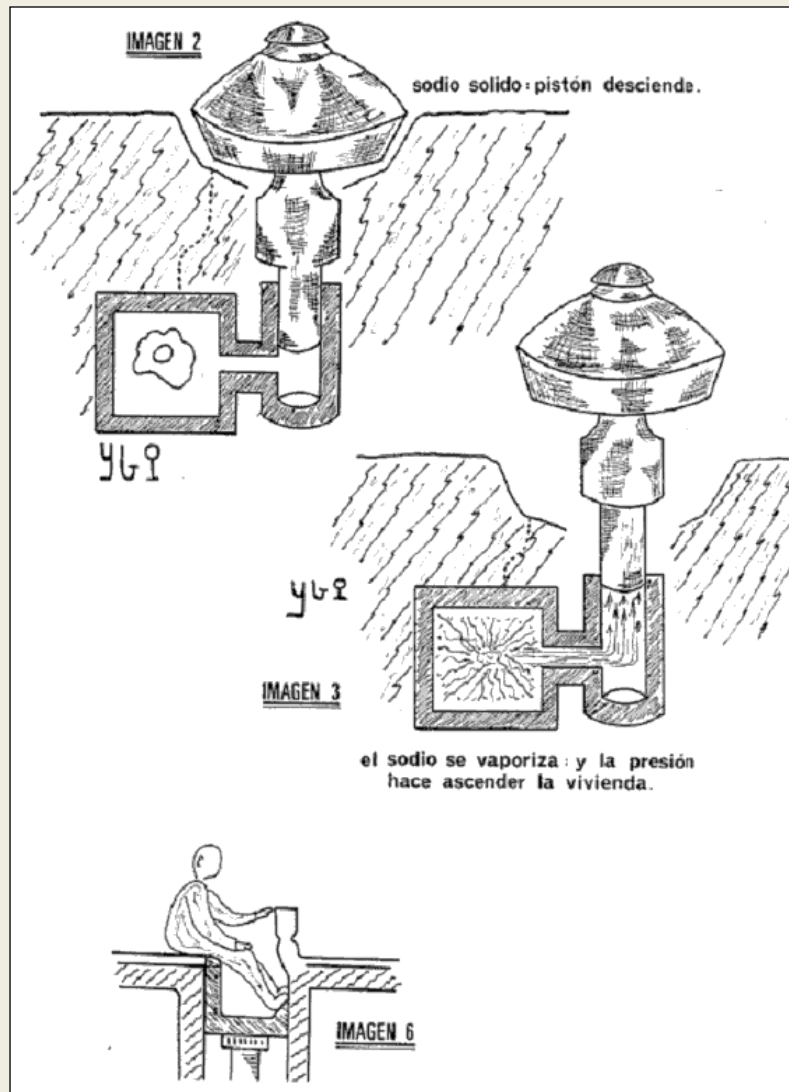 IMAGEN 2
sodio solido: pistón desciende.
IMAGEN 3
el sodio se vaporiza: y la presión
hace ascender la vivienda.
IMAGEN 6